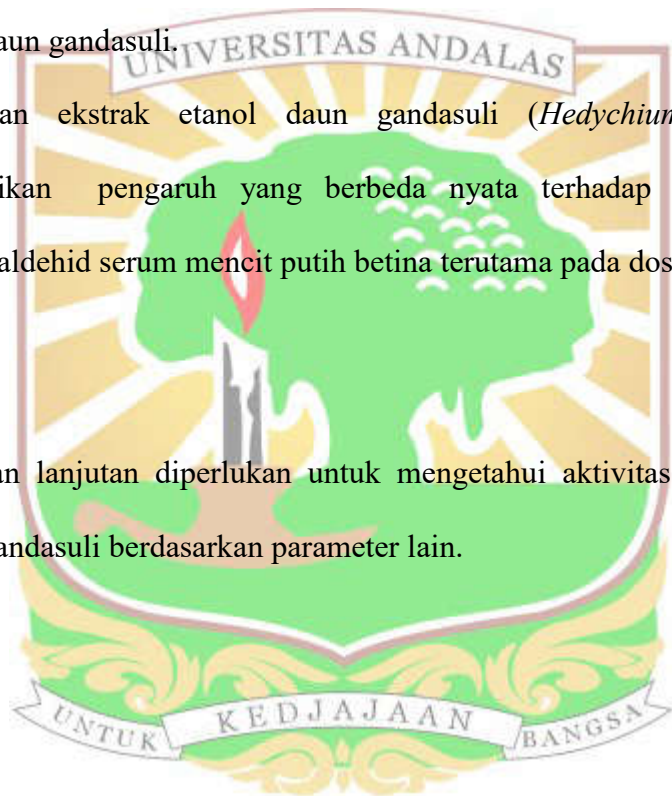 aun gandasuli.
UNIVERSITAS ANDALAS
an ekstrak etanol daun gandasuli (Hedychium
ikan pengaruh yang berbeda nyata terhadap
aldehid serum mencit putih betina terutama pada dos
an lanjutan diperlukan untuk mengetahui aktivitas
andasuli berdasarkan parameter lain.
UNTUK KEDJAJAAN BANGSA